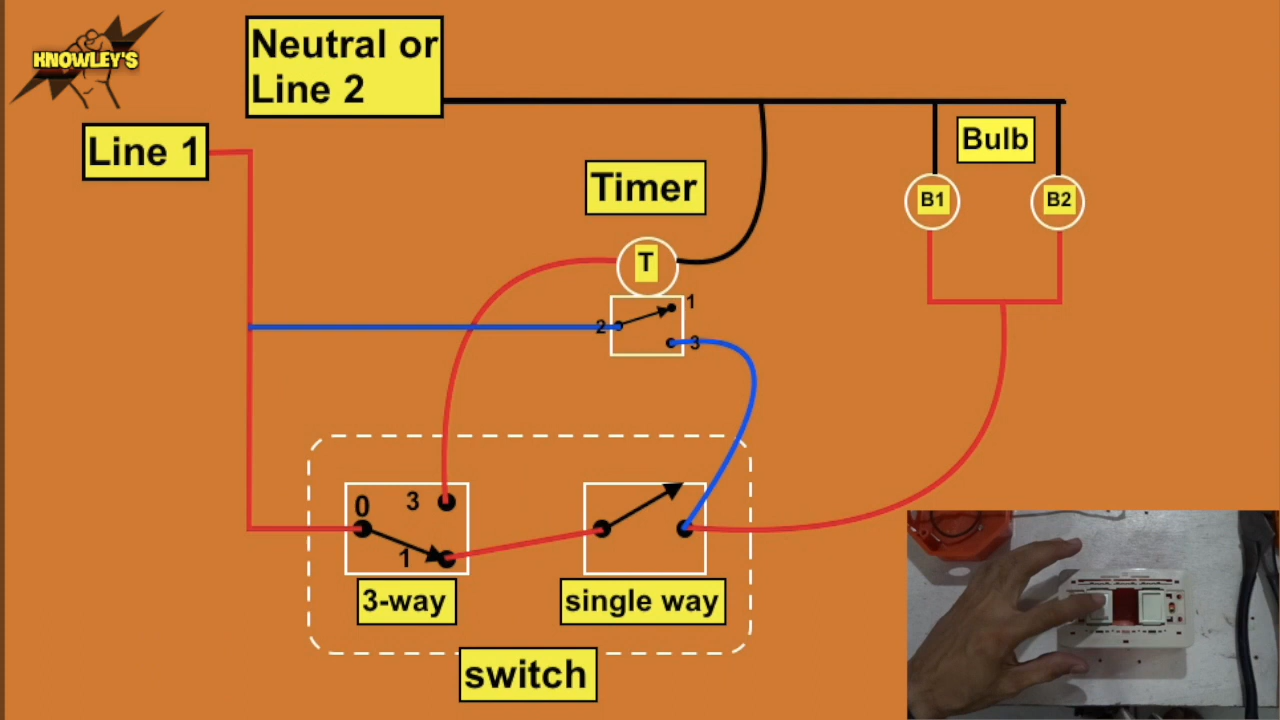 KNOWLEY'S
Neutral or
Line 2
Line 1
Bulb
Timer
B1
B2
T
1
2
3
0
3
1
3-way
single way
switch